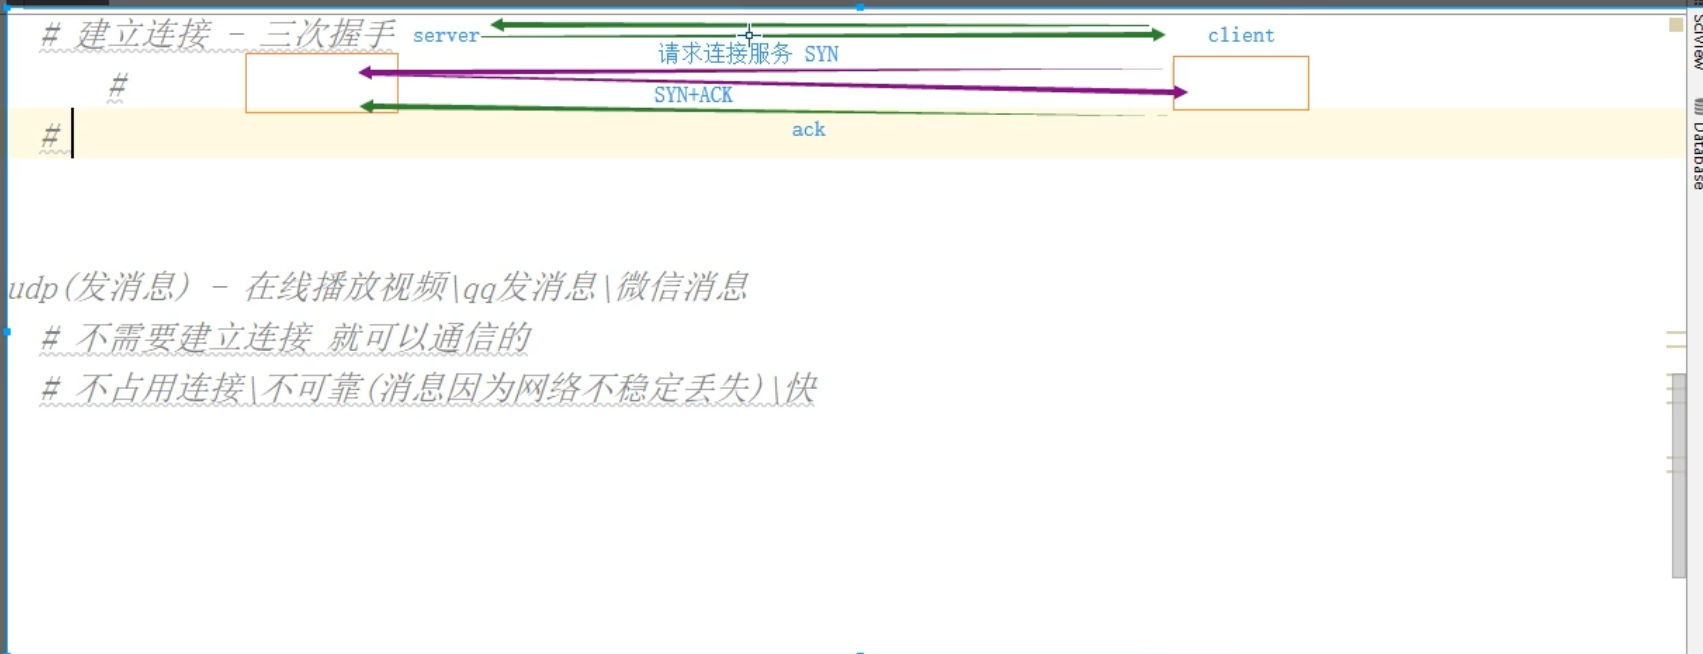 # 建立连接 - 三次握手
server
client
请求连接服务 SYN
#
SYN+ACK
ack
#
udp(发消息) - 在线播放视频\qq发消息\微信消息
# 不需要建立连接 就可以通信的
# 不占用连接\不可靠(消息因为网络不稳定丢失)\快
SciView
Database